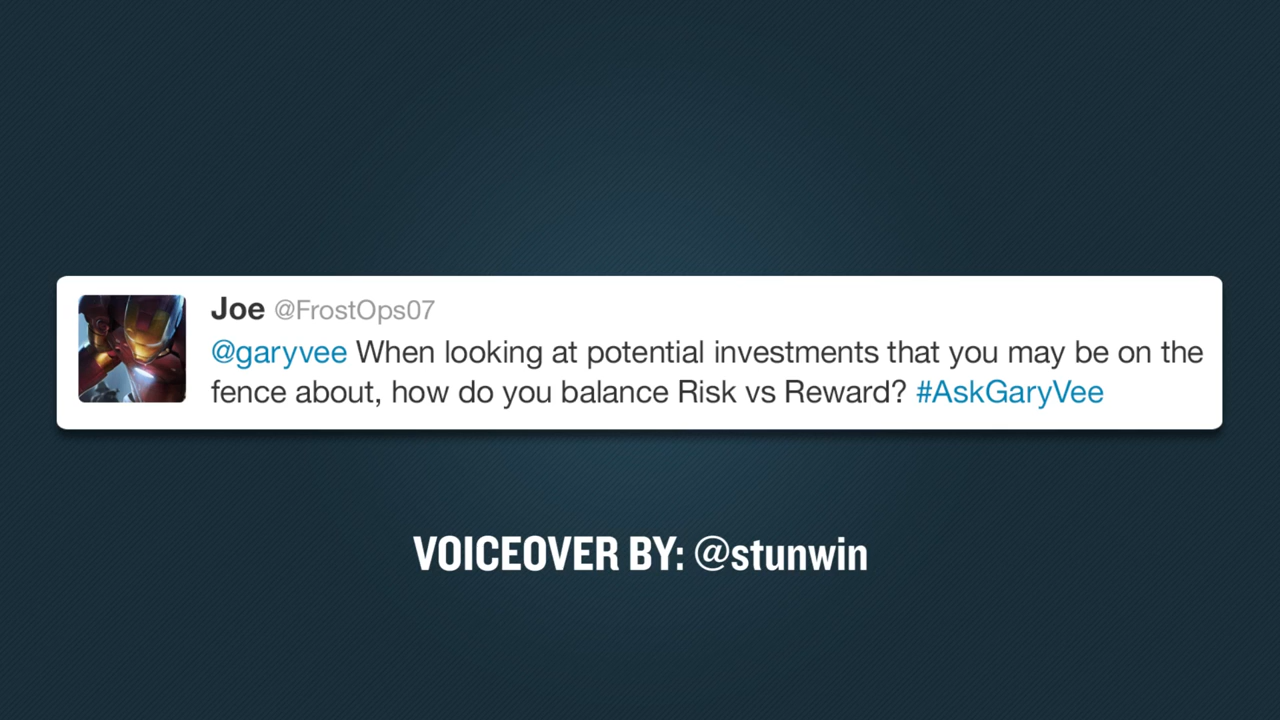 Joe @FrostOps07
@garyvee When looking at potential investments that you may be on the
fence about, how do you balance Risk vs Reward? #AskGaryVee
VOICEOVER BY: @stunwin